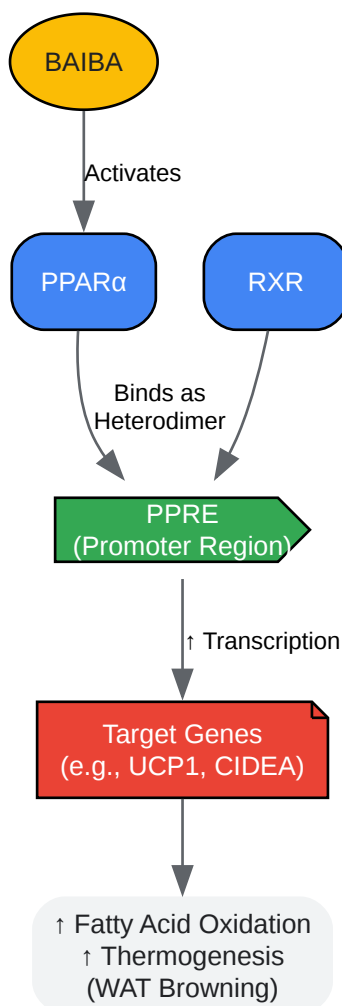 BAIBA
Activates
PPARα
RXR
Binds as
Heterodimer
PPRE
(Promoter Region)
↑ Transcription
Target Genes
(e.g., UCP1, CIDEA)
↑ Fatty Acid Oxidation
↑ Thermogenesis
(WAT Browning)